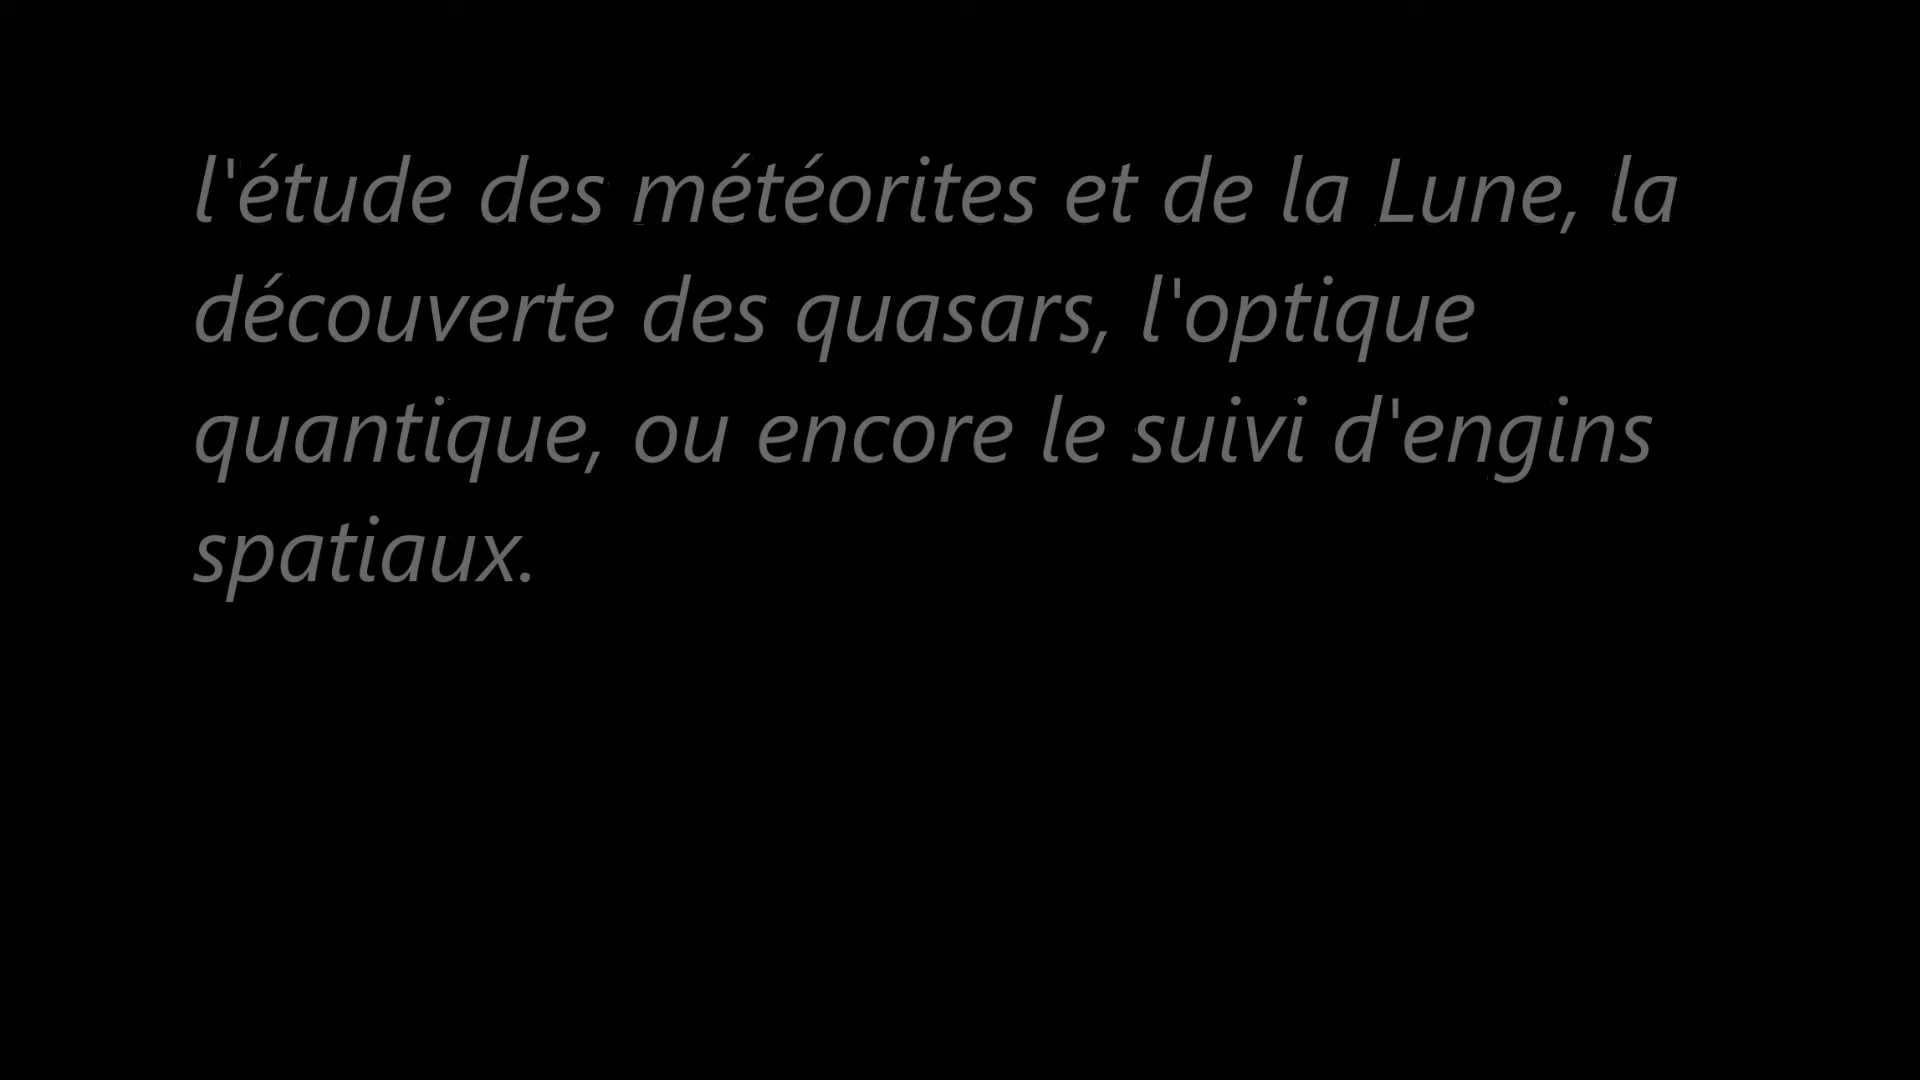 l'étude des météorites et de la Lune, la
découverte des quasars, l'optique
quantique, ou encore le suivi d'engins
spatiaux.